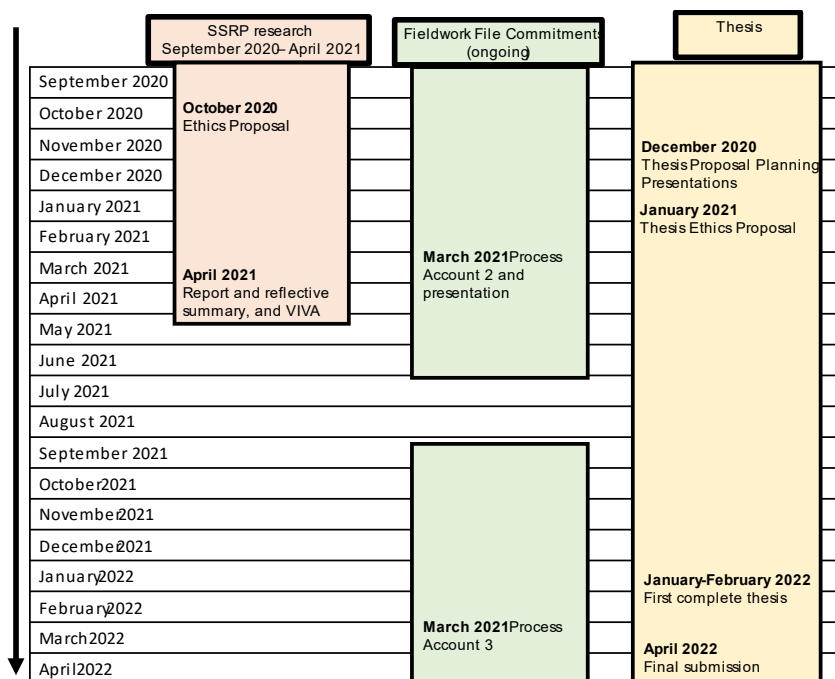 SSRP research
September 2020– April 2021
Fieldwork File Commitments
(ongoing)
Thesis
September 2020
October 2020
November 2020
December 2020
January 2021
February 2021
March 2021
April 2021
May 2021
June 2021
July 2021
August 2021
September 2021
October2021
November2021
December2021
January2022
February2022
March2022
April2022
October 2020
Ethics Proposal
April 2021
Report and reflective
summary, and VIVA
March 2021Process
Account 2 and
presentation
March 2021Process
Account 3
December 2020
Thesis Proposal Planning
Presentations
January 2021
Thesis Ethics Proposal
January-February 2022
First complete thesis
April 2022
Final submission